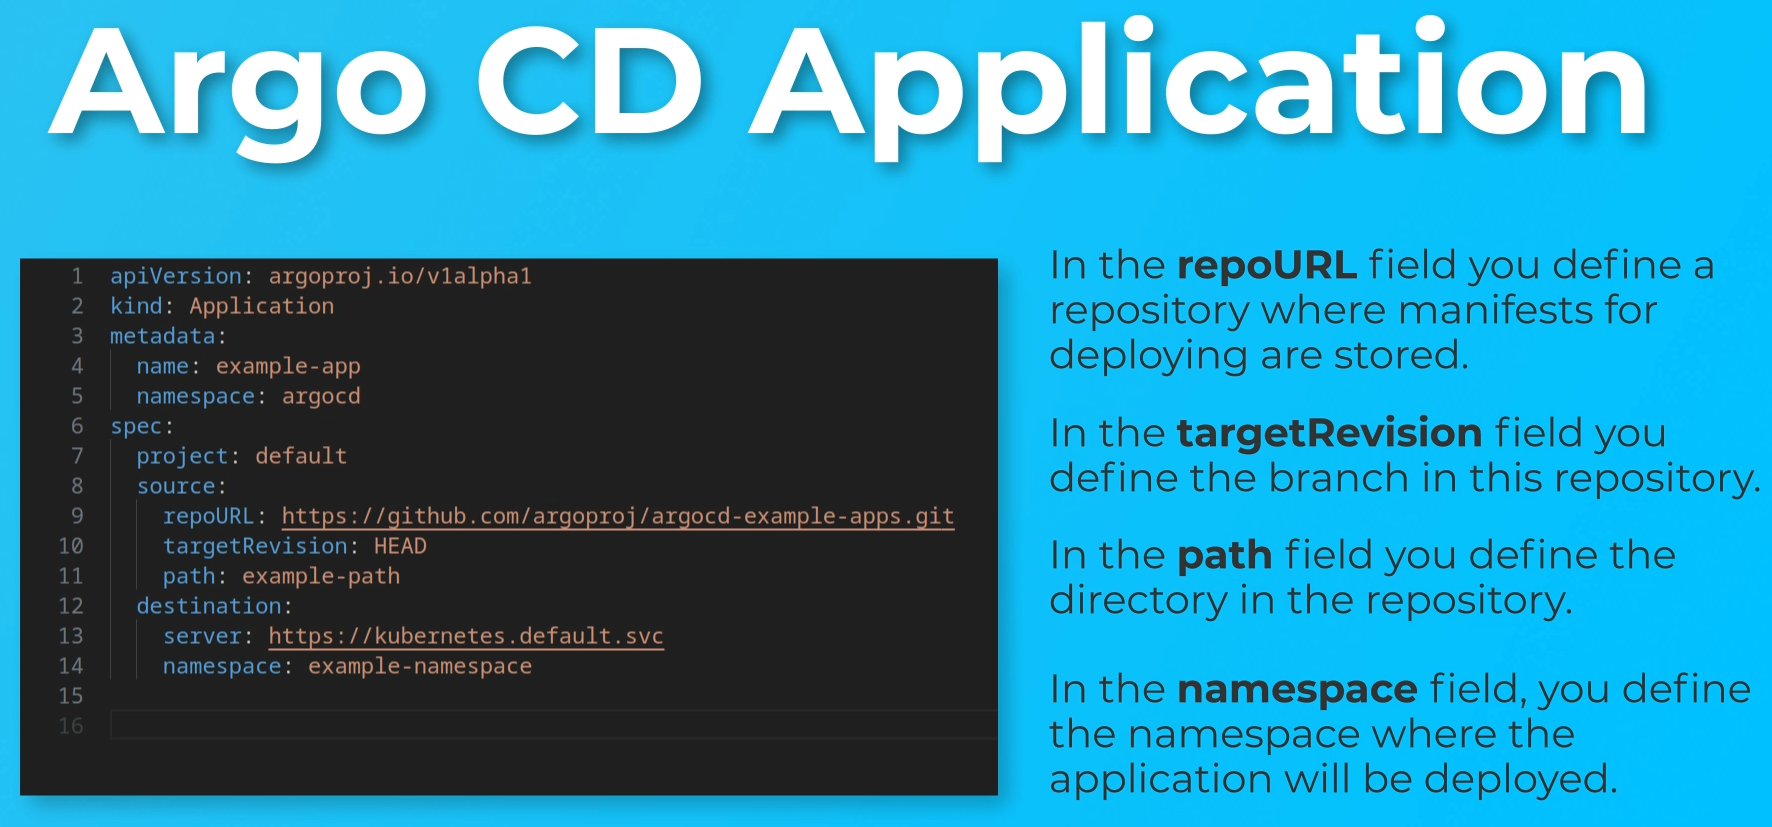 Argo CD Application
1 apiVersion: argoproj.io/v1alpha1
2 kind: Application
3 metadata:
4   name: example-app
5   namespace: argocd
6 spec:
7   project: default
8   source:
9     repoURL: https://github.com/argoproj/argocd-example-apps.git
10     targetRevision: HEAD
11     path: example-path
12   destination:
13     server: https://kubernetes.default.svc
14     namespace: example-namespace
15
16
In the repoURL field you define a
repository where manifests for
deploying are stored.
In the targetRevision field you
define the branch in this repository.
In the path field you define the
directory in the repository.
In the namespace field, you define
the namespace where the
application will be deployed.